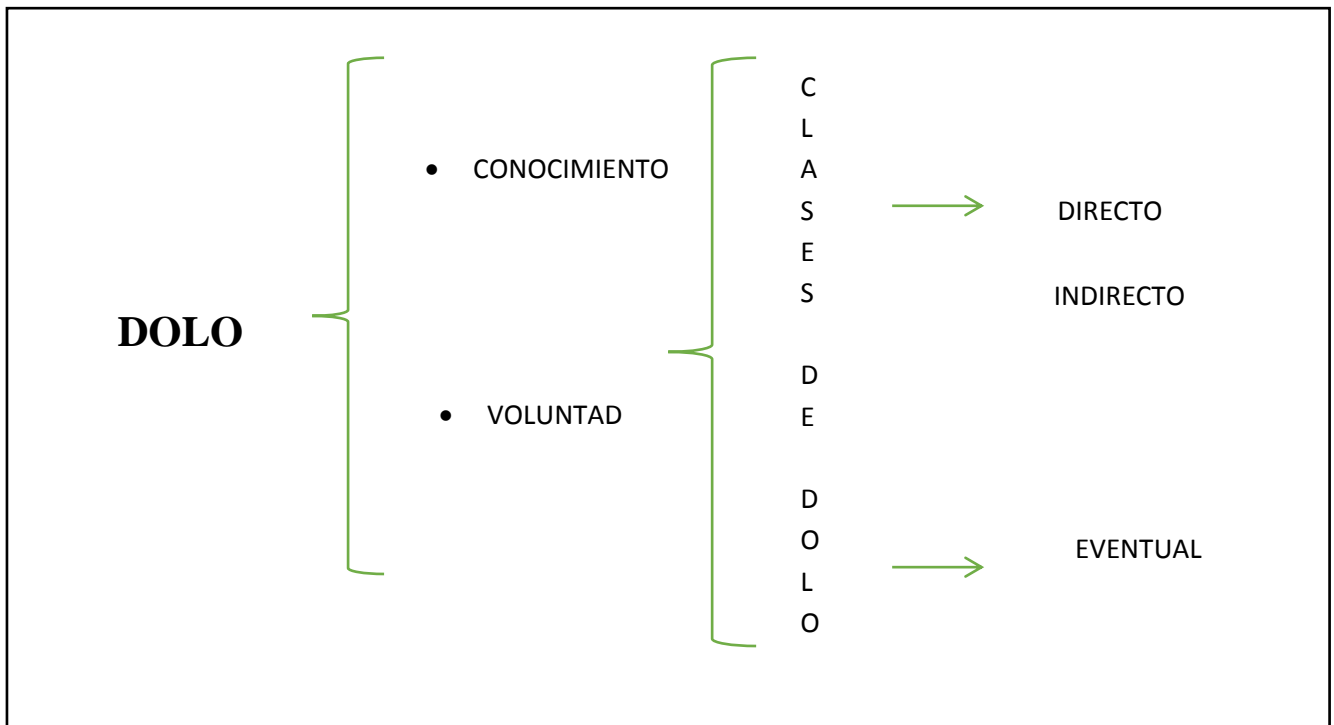 DOLO
• CONOCIMIENTO
• VOLUNTAD
C
L
A
S
E
S
D
E
D
O
L
O
DIRECTO
INDIRECTO
EVENTUAL